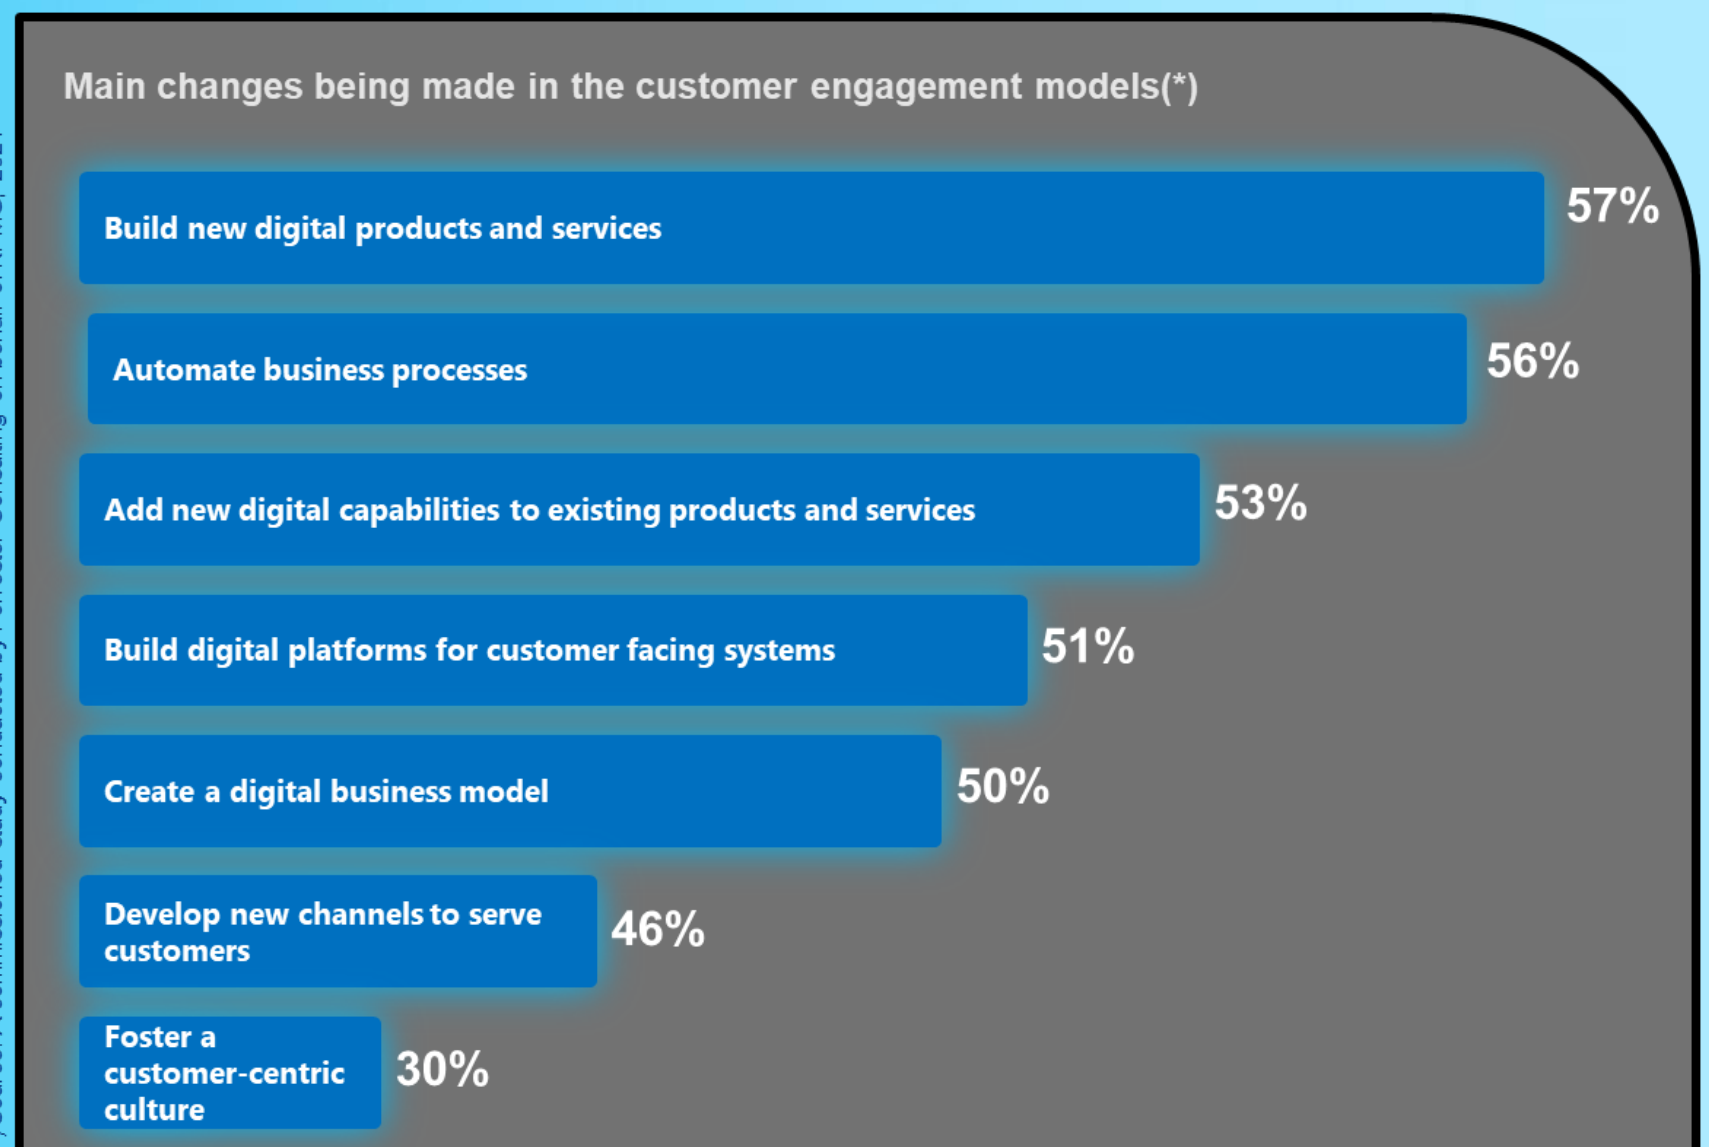 Main changes being made in the customer engagement models(*)
Build new digital products and services
57%
Automate business processes
56%
Add new digital capabilities to existing products and services
53%
Build digital platforms for customer facing systems
51%
Create a digital business model
50%
Develop new channels to serve
customers
46%
Foster a
customer-centric
culture
30%